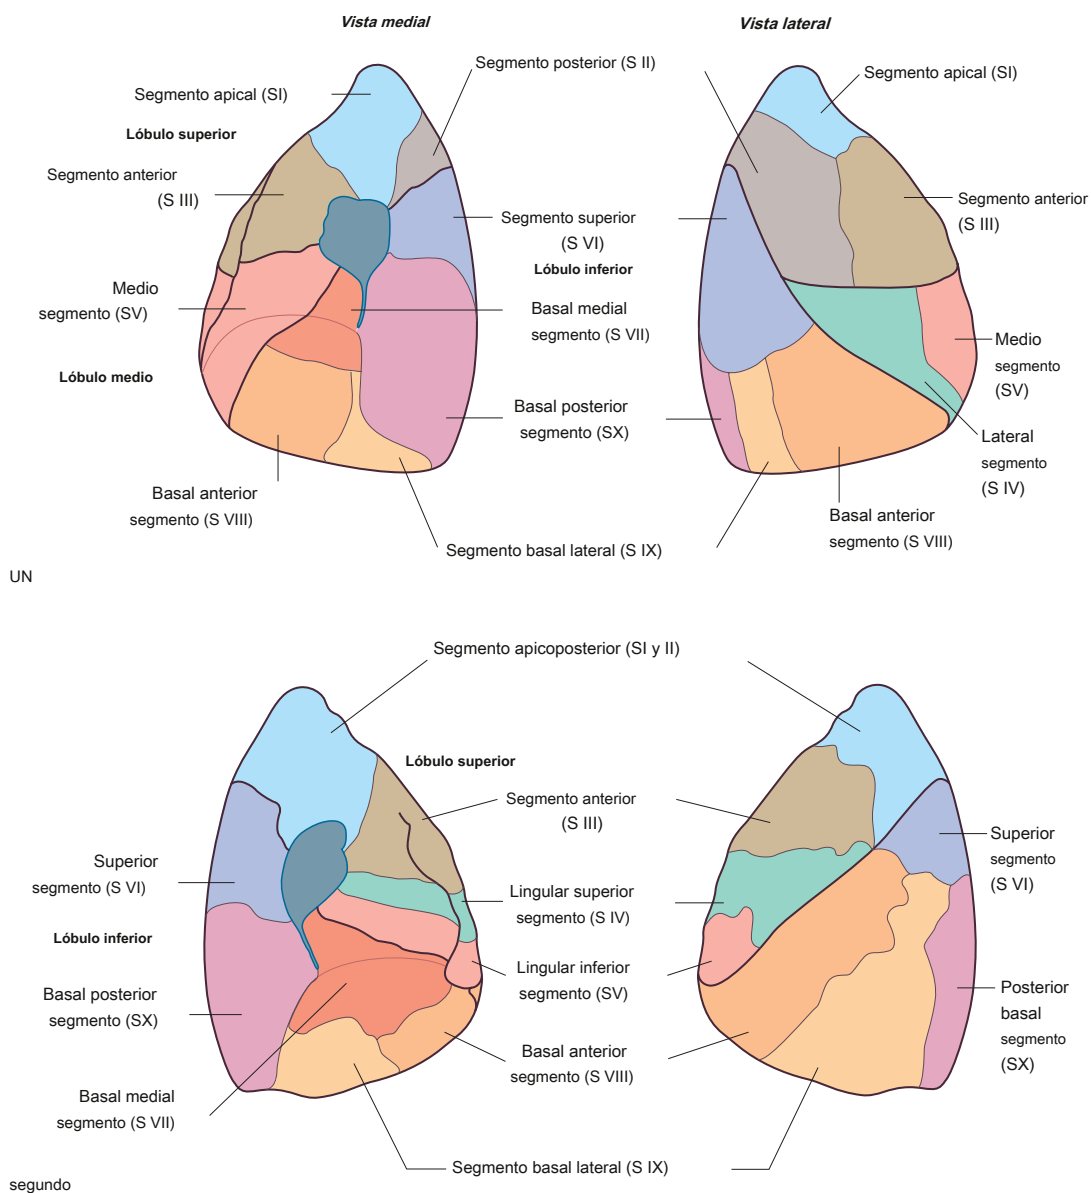 Vista medial
Vista lateral
Segmento posterior (S II)
Segmento apical (SI)
Segmento apical (SI)
Lóbulo superior
Segmento anterior
(S III)
Segmento anterior
(S III)
Segmento superior
(S VI)
Lóbulo inferior
Medio
segmento (SV)
Basal medial
segmento (S VII)
Medio
segmento
(SV)
Lóbulo medio
Basal posterior
segmento (SX)
Lateral
segmento
(S IV)
Basal anterior
segmento (S VIII)
Basal anterior
segmento (S VIII)
Segmento basal lateral (S IX)
UN
Segmento apicoposterior (SI y II)
Lóbulo superior
Segmento anterior
(S III)
Superior
segmento
(S VI)
Superior
segmento (S VI)
Lingular superior
segmento (S IV)
Lóbulo inferior
Lingular inferior
segmento (SV)
Basal posterior
segmento (SX)
Posterior
basal
segmento
(SX)
Basal anterior
segmento (S VIII)
Basal medial
segmento (S VII)
Segmento basal lateral (S IX)
segundo